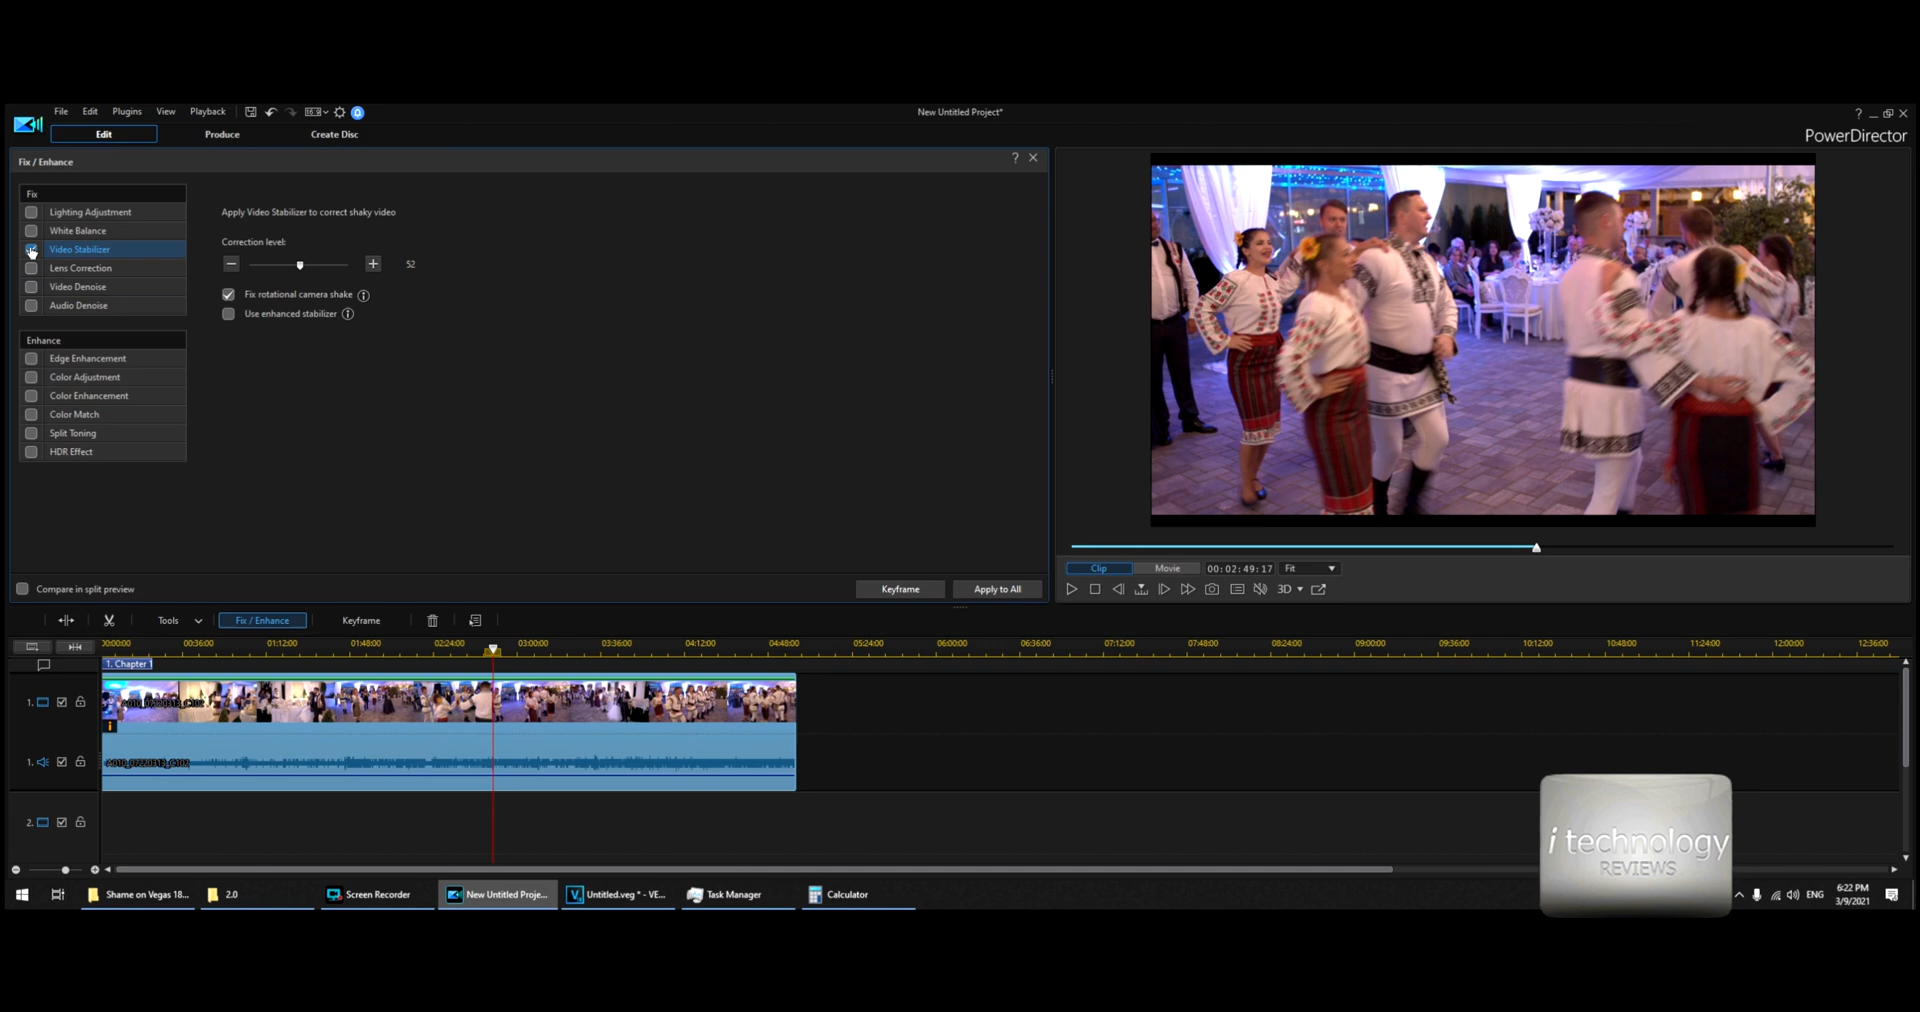 File Edit Plugins View Playback 16:9 New Untitled Project* ?
Edit Produce Create Disc PowerDirector
Fix / Enhance ?
Fix
Lighting Adjustment
White Balance
Video Stabilizer
Lens Correction
Video Denoise
Audio Denoise
Enhance
Edge Enhancement
Color Adjustment
Color Enhancement
Color Match
Split Toning
HDR Effect
Apply Video Stabilizer to correct shaky video
Correction level:
52
Fix rotational camera shake
Use enhanced stabilizer
Compare in split preview Keyframe Apply to All
Clip Movie 00:02:49:17 Fit
3D
Tools Fix / Enhance Keyframe
00:00:00 00:36:00 01:12:00 01:48:00 02:24:00 03:00:00 03:36:00 04:12:00 04:48:00 05:24:00 06:00:00 06:36:00 07:12:00 07:48:00 08:24:00 09:00:00 09:36:00 10:12:00 10:48:00 11:24:00 12:00:00 12:36:00
1. Chapter 1
1.
1.
2.
i technology
REVIEWS
Shame on Vegas 18... 2.0 Screen Recorder New Untitled Proje... Untitled.veg * - VE... Task Manager Calculator ENG 6:22 PM
3/9/2021